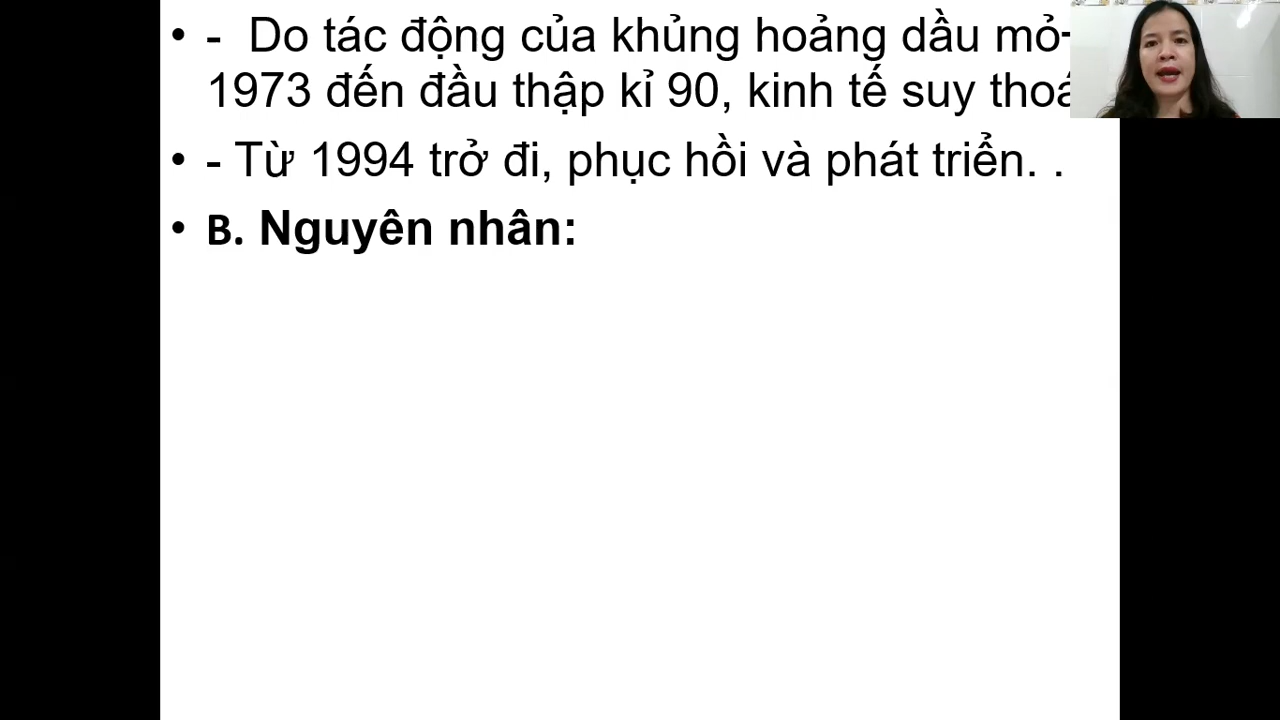 • - Do tác động của khủng hoảng dầu mỏ
1973 đến đầu thập kỉ 90, kinh tế suy
• - Từ 1994 trở đi, phục hồi và phát triển. .
• B. Nguyên nhân: